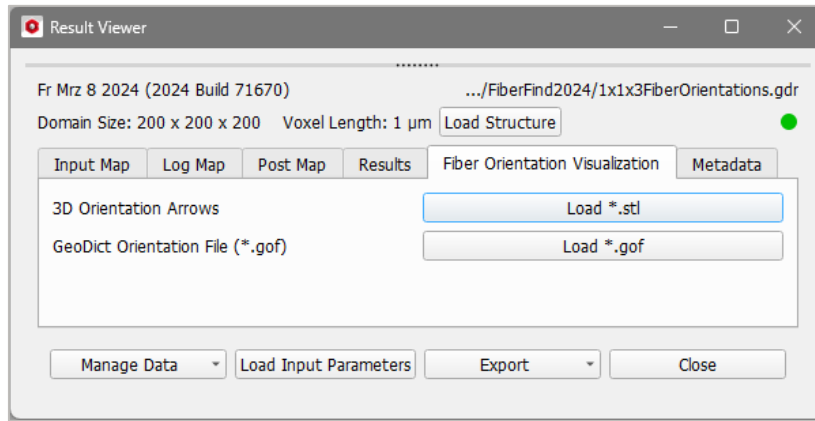 Result Viewer
Fr Mrz 8 2024 (2024 Build 71670) .../FiberFind2024/1x1x3FiberOrientations.gdr
Domain Size: 200 x 200 x 200 Voxel Length: 1 µm Load Structure
Input Map Log Map Post Map Results Fiber Orientation Visualization Metadata
3D Orientation Arrows Load *.stl
GeoDict Orientation File (*.gof) Load *.gof
Manage Data Load Input Parameters Export Close